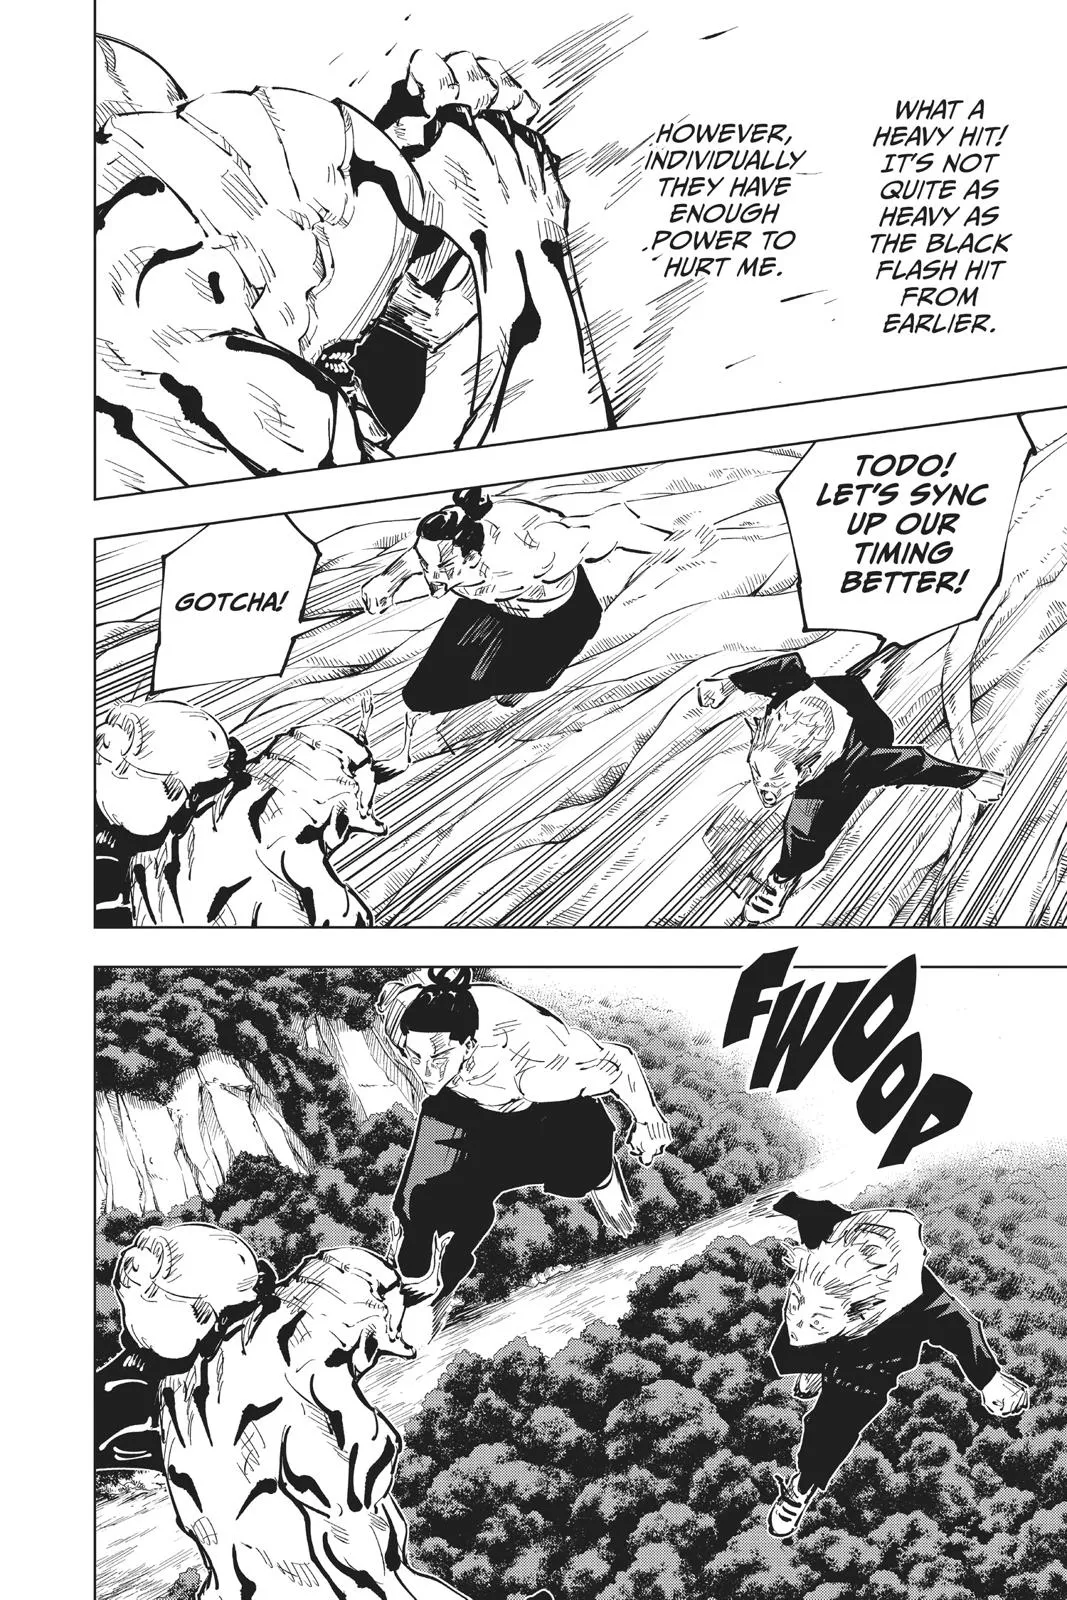 WHAT A
HEAVY HIT!
IT'S NOT
QUITE AS
HEAVY AS
THE BLACK
FLASH HIT
FROM
EARLIER.
HOWEVER,
INDIVIDUALLY
THEY HAVE
ENOUGH
POWER TO
HURT ME.
TODO!
LET'S SYNC
UP OUR
TIMING
BETTER!
GOTCHA!
FWOOP